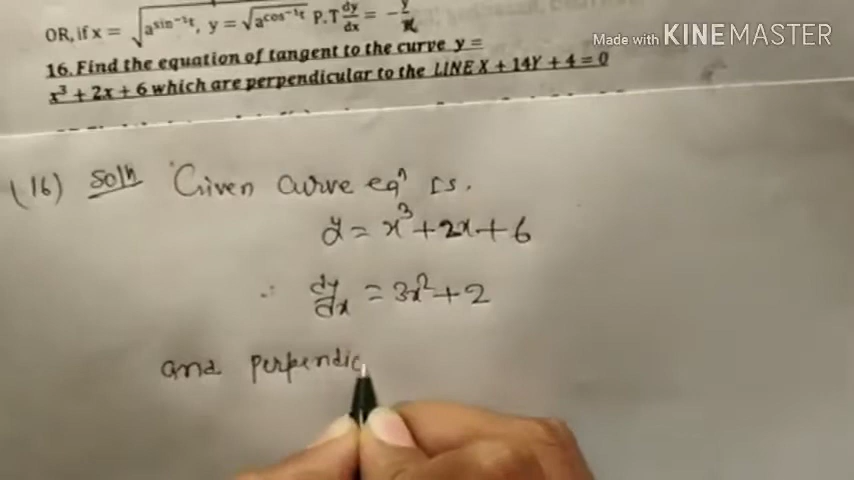 OR, if x = √a^sin⁻¹t, y = √a^cos⁻¹t P.T dy/dx = -y/x
Made with KINEMASTER
16. Find the equation of tangent to the curve y =
x³ + 2x + 6 which are perpendicular to the LINE X + 14Y + 4 = 0
(16) Soln Given Curve eqⁿ is.
y = x³ + 2x + 6
∴ dy/dx = 3x² + 2
and perpendic